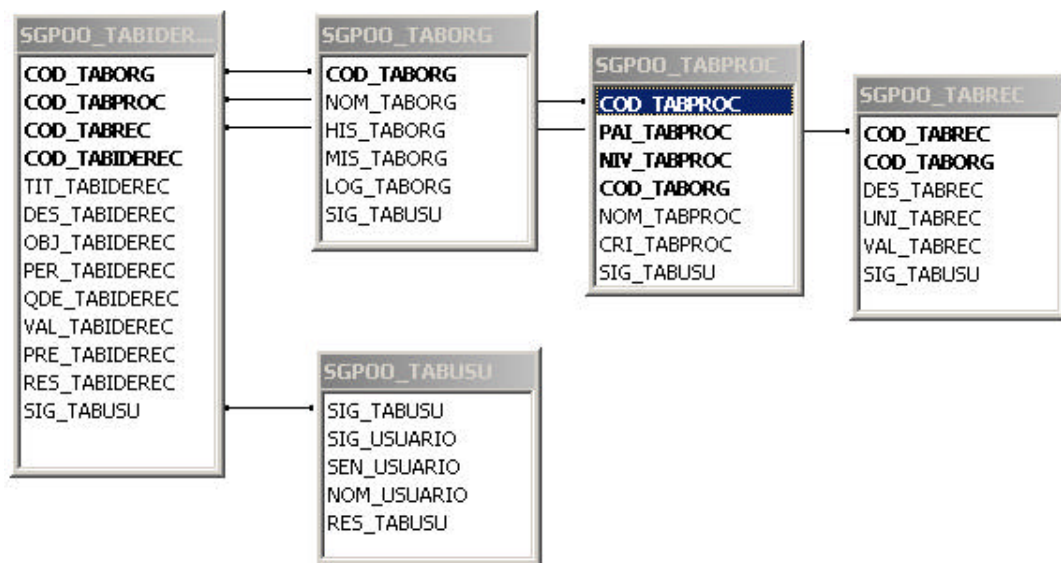 SGPOO_TABIDER...
COD_TABORG
COD_TABPROC
COD_TABREC
COD_TABIDEREC
TIT_TABIDEREC
DES_TABIDEREC
OBJ_TABIDEREC
PER_TABIDEREC
QDE_TABIDEREC
VAL_TABIDEREC
PRE_TABIDEREC
RES_TABIDEREC
SIG_TABUSU
SGPOO_TABORG
COD_TABORG
NOM_TABORG
HIS_TABORG
MIS_TABORG
LOG_TABORG
SIG_TABUSU
SGPOO_TABPROC
COD_TABPROC
PAI_TABPROC
NIV_TABPROC
COD_TABORG
NOM_TABPROC
CRI_TABPROC
SIG_TABUSU
SGPOO_TABREC
COD_TABREC
COD_TABORG
DES_TABREC
UNI_TABREC
VAL_TABREC
SIG_TABUSU
SGPOO_TABUSU
SIG_TABUSU
SIG_USUARIO
SEN_USUARIO
NOM_USUARIO
RES_TABUSU